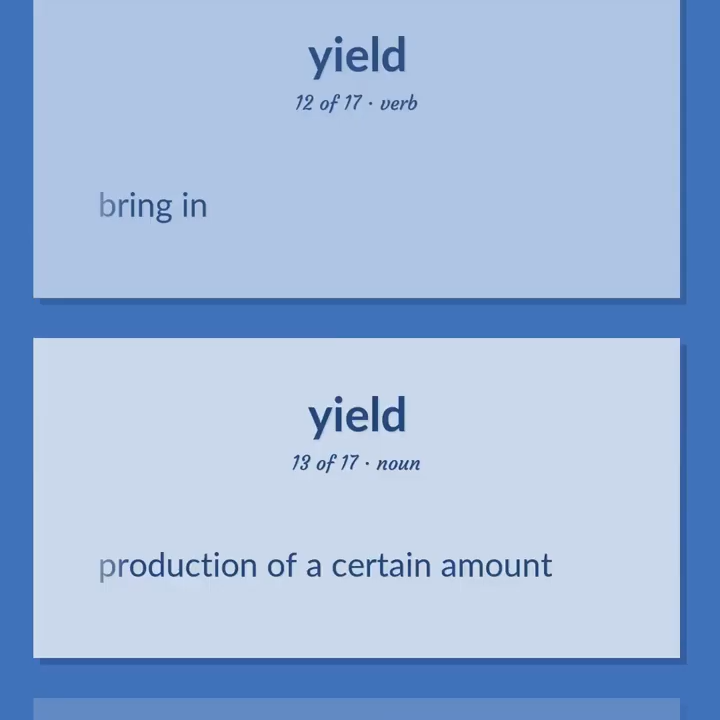 yield
12 of 17 · verb
bring in
yield
13 of 17 · noun
production of a certain amount